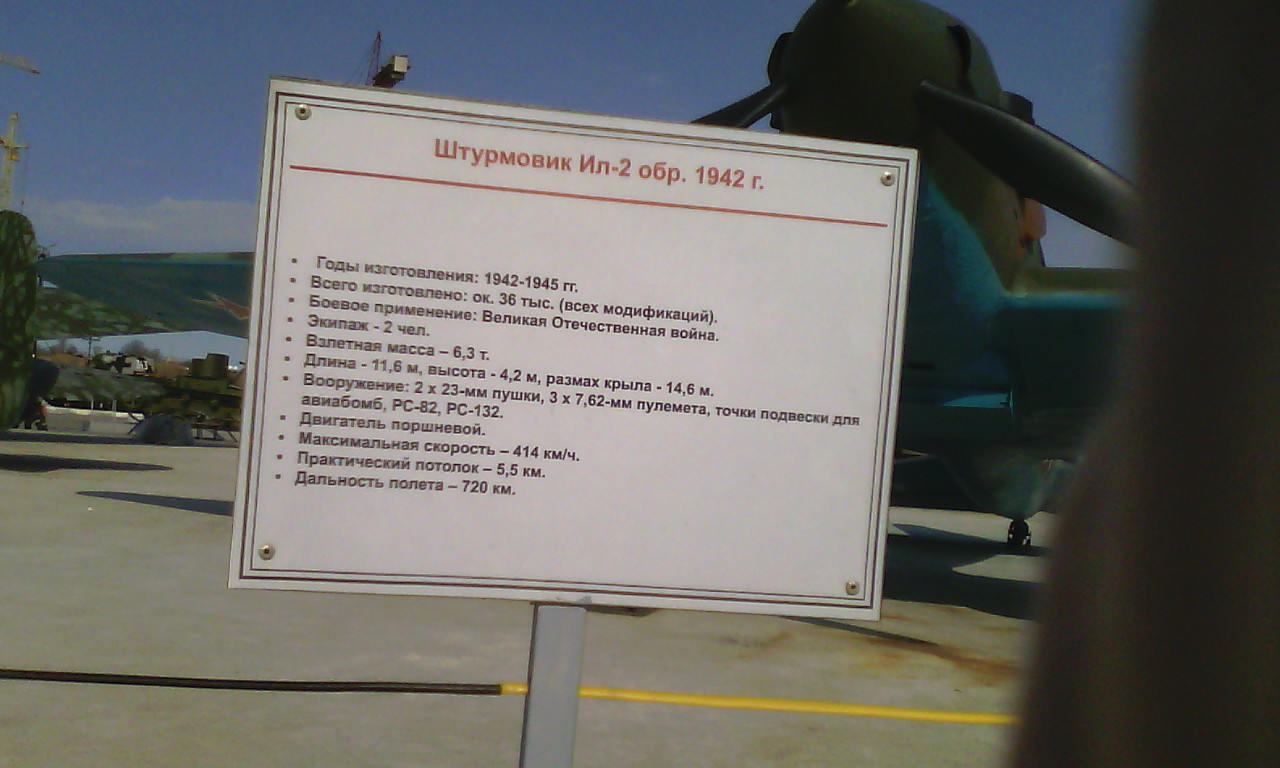 Штурмовик Ил-2 обр. 1942 г.
• Годы изготовления: 1942-1945 гг.
• Всего изготовлено: ок. 36 тыс. (всех модификаций).
• Боевое применение: Великая Отечественная война.
• Экипаж - 2 чел.
• Взлетная масса – 6,3 т.
• Длина - 11,6 м, высота - 4,2 м, размах крыла - 14,6 м.
• Вооружение: 2 х 23-мм пушки, 3 х 7,62-мм пулемета, точки подвески для
авиабомб, РС-82, РС-132.
• Двигатель поршневой.
• Максимальная скорость – 414 км/ч.
• Практический потолок – 5,5 км.
• Дальность полета – 720 км.